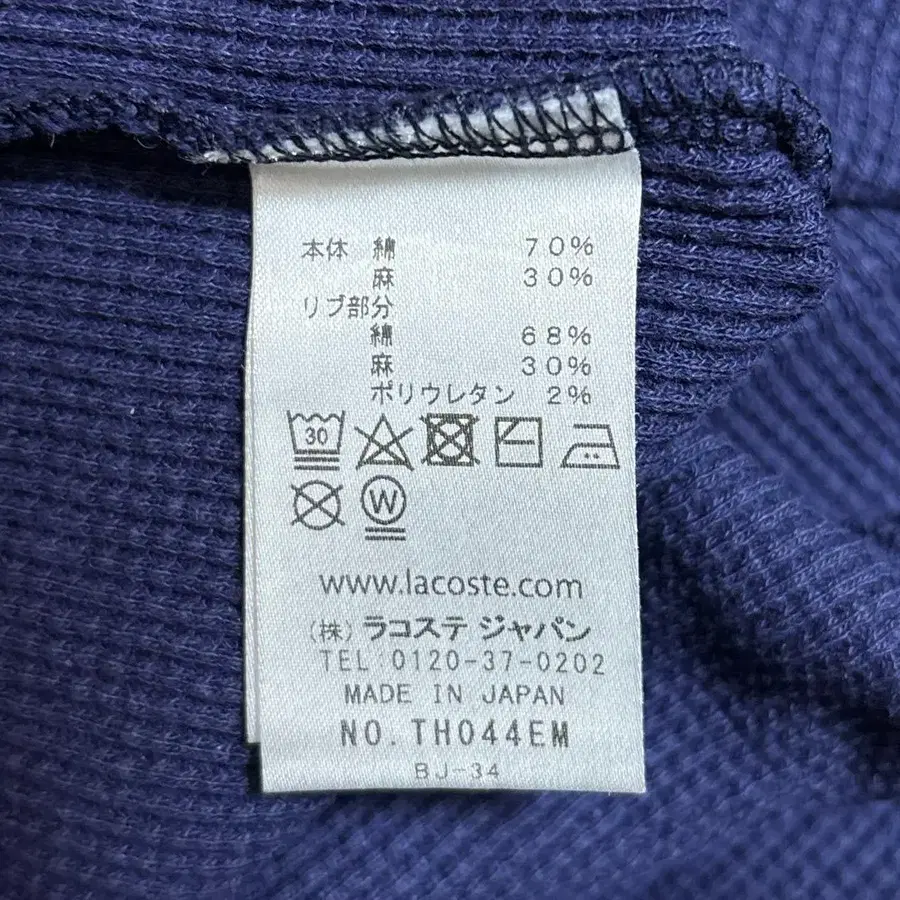 本体 綿 70%
麻 30%
リブ部分
綿 68%
麻 30%
ポリウレタン 2%
30
W
www.lacoste.com
(株) ラコステ ジャパン
TEL:0120-37-0202
MADE IN JAPAN
NO. TH044EM
BJ-34